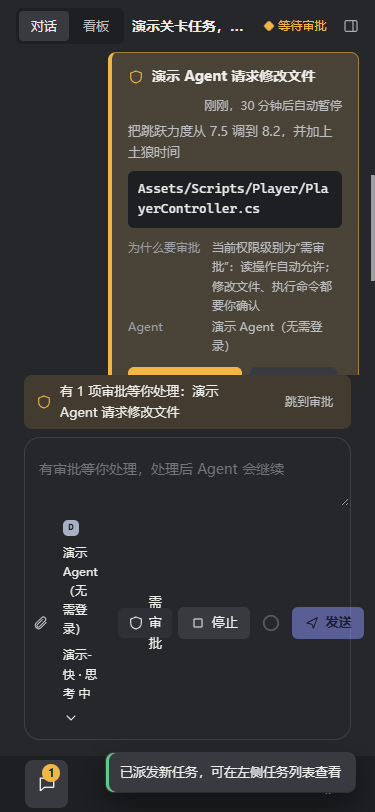 对话
看板
演示关卡任务，...
等待审批
演示 Agent 请求修改文件
刚刚，30 分钟后自动暂停
把跳跃力度从 7.5 调到 8.2，并加上
土狼时间
Assets/Scripts/Player/Pla
yerController.cs
为什么要审批
当前权限级别为“需审
批”：读操作自动允许；
修改文件、执行命令都
要你确认
Agent
演示 Agent（无需登
录）
有 1 项审批等你处理：演示
Agent 请求修改文件
跳到审批
有审批等你处理，处理后 Agent 会继续
D
演示
Agent
（无
需登
录）
演示-
快 · 思
考 中
需
审
批
停止
发送
1
已派发新任务，可在左侧任务列表查看